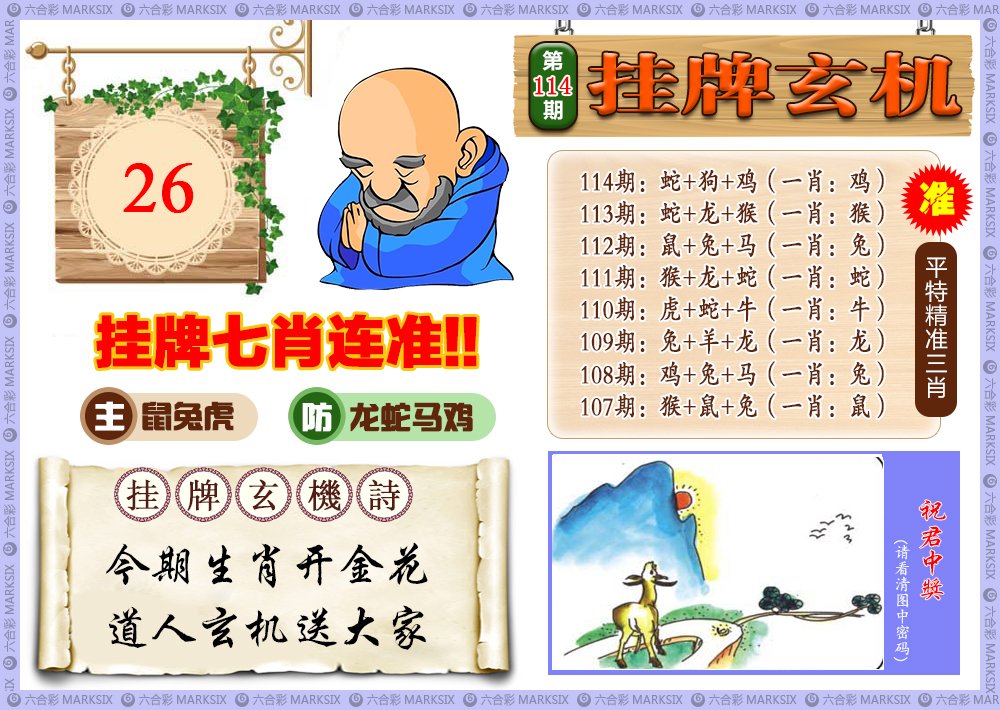 六合彩 MARKSIX
第114期
挂牌玄机
26
挂牌七肖连准!!
主 鼠兔虎
防 龙蛇马鸡
挂牌玄機詩
今期生肖开金花
道人玄机送大家
114期：蛇+狗+鸡（一肖：鸡）
113期：蛇+龙+猴（一肖：猴）
112期：鼠+兔+马（一肖：兔）
111期：猴+龙+蛇（一肖：蛇）
110期：虎+蛇+牛（一肖：牛）
109期：兔+羊+龙（一肖：龙）
108期：鸡+兔+马（一肖：兔）
107期：猴+鼠+兔（一肖：鼠）
准
平特精准三肖
祝君中獎
(请看清图中密码)